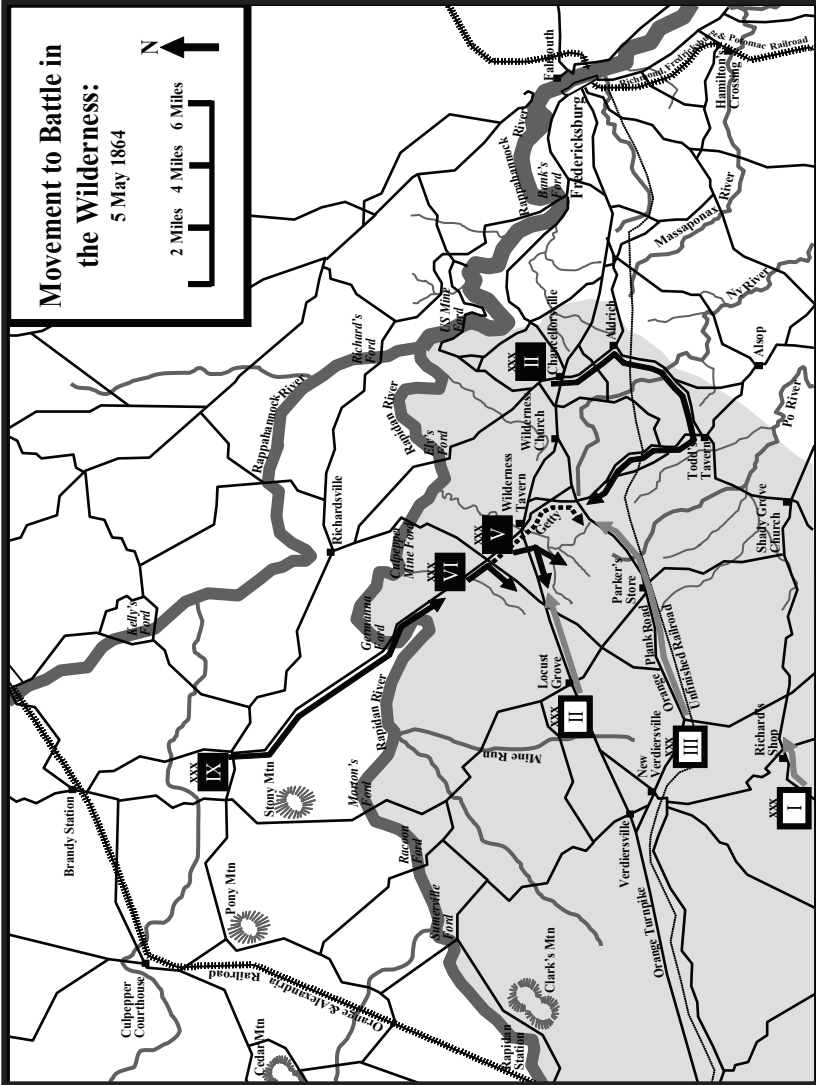 Movement to Battle in
the Wilderness:
5 May 1864
2 Miles
4 Miles
6 Miles
N
Brandy Station
Culpepper
Courthouse
Cedar Mtn
Orange & Alexandria Railroad
Pony Mtn
Stony Mtn
XXX
IX
Kelly's
Ford
Richardsville
Rappahannock River
Richard's
Ford
US Mine
Ford
Rapidan River
Ely's
Ford
Culpeper
Mine Ford
Germanna
Ford
Rapidan River
Morton's
Ford
Racoon
Ford
Sumerville
Ford
Rapidan
Station
Clark's Mtn
XXX
VI
XXX
V
Wilderness
Tavern
Getty
Wilderness
Church
XXX
II
Chancellorsville
Aldrich
Rappahannock
River
Bank's
Ford
Falmouth
Fredericksburg
Richmond Fredericksburg & Potomac Railroad
Hamilton's
Crossing
Massaponax River
Ny River
Alsop
Po River
Todd's
Tavern
Shady Grove
Church
Parker's
Store
Orange Plank Road
Unfinished Railroad
Locust
Grove
XXX
II
Mine Run
New
Verdiersville
XXX
III
Richard's
Shop
XXX
I
Verdiersville
Orange Turnpike